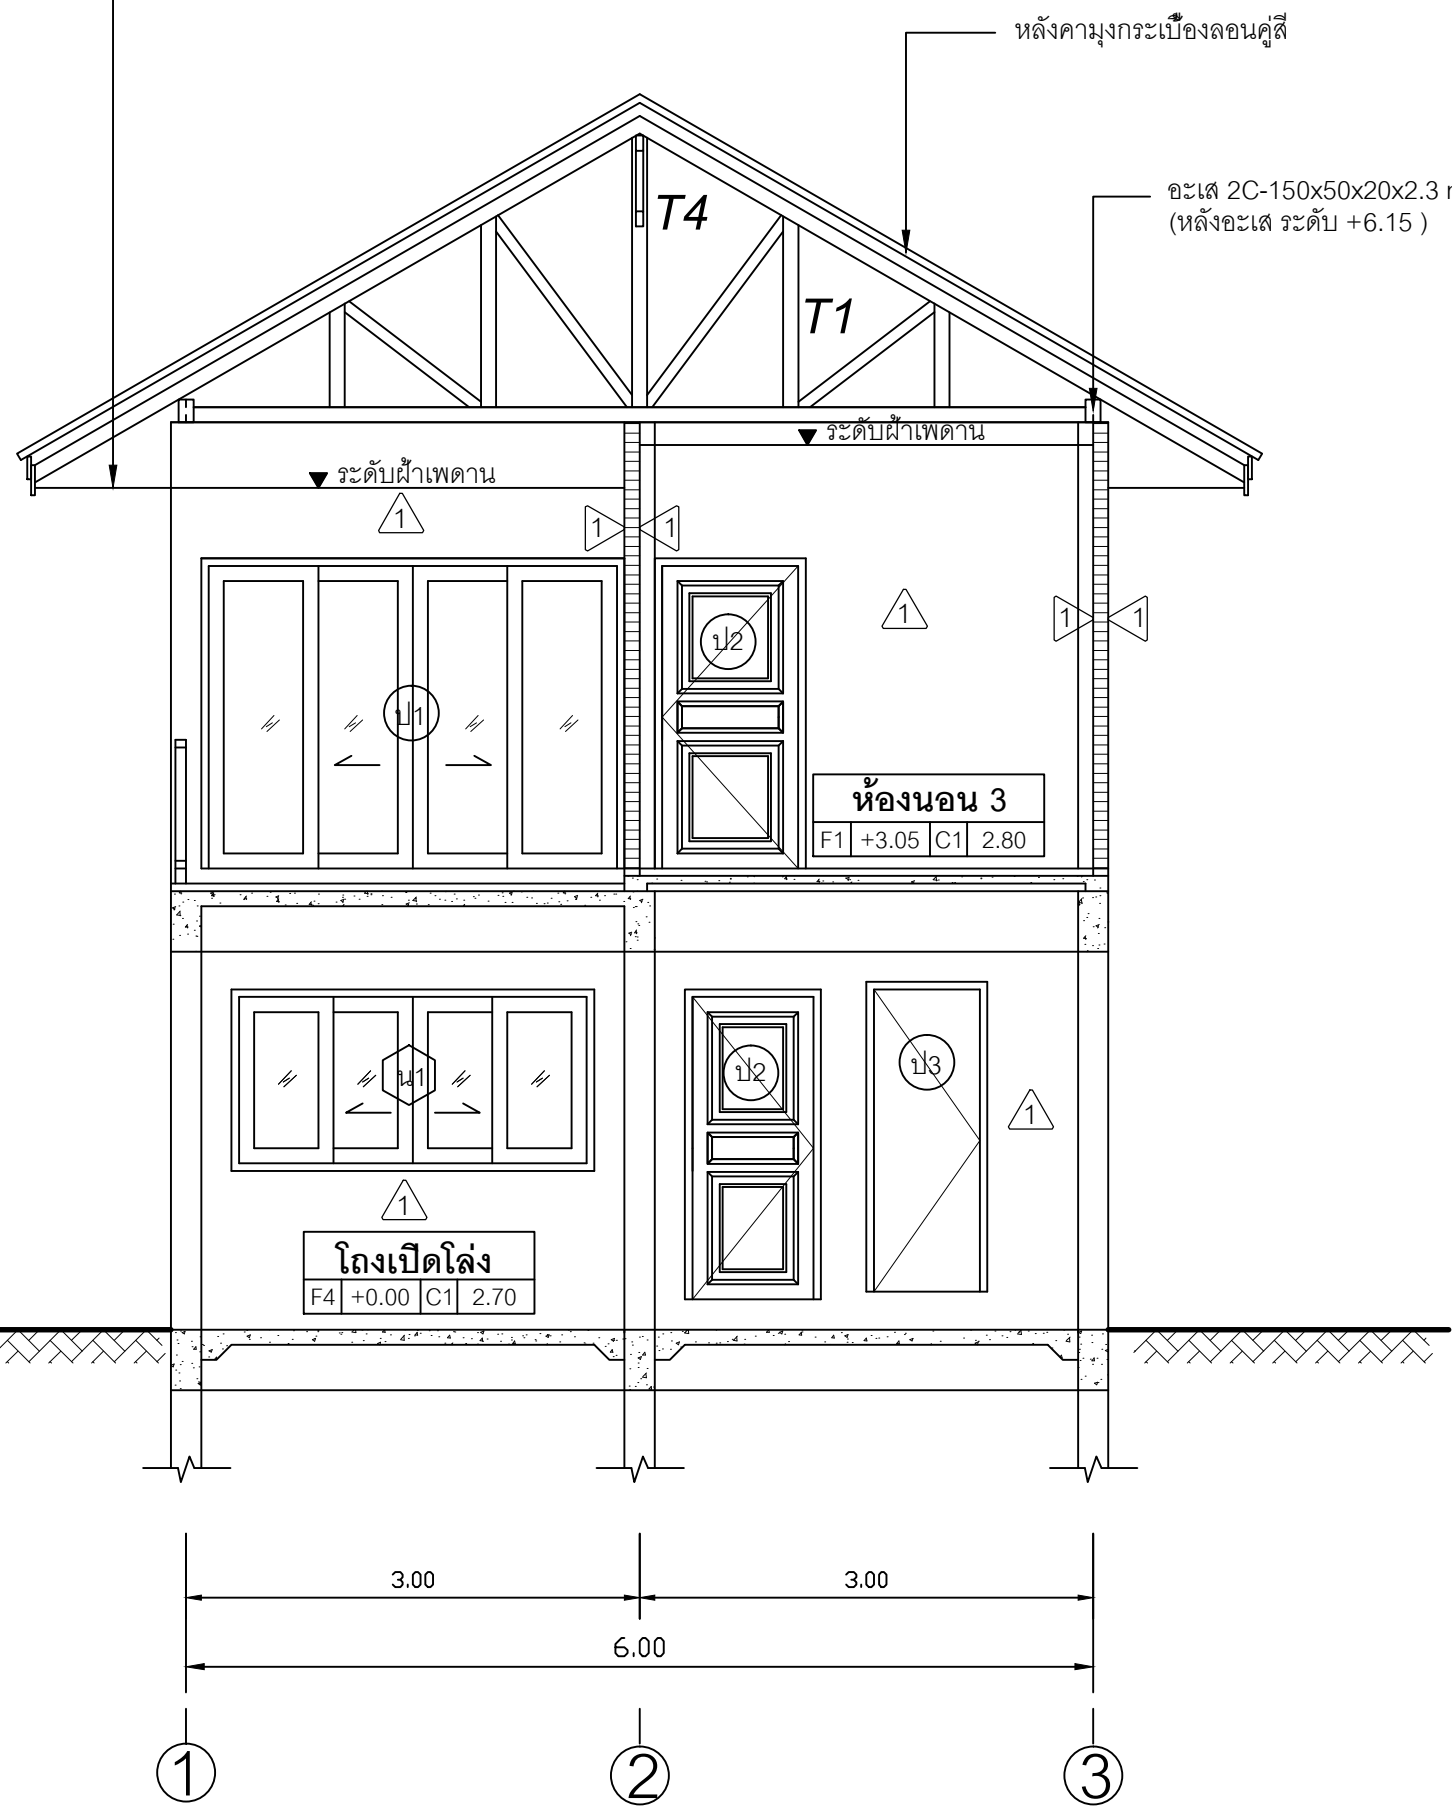 หลังคามุงกระเบื้องลอนคู่สี
อะเส 2C-150x50x20x2.3
(หลังอะเส ระดับ +6.15 )
T4
T1
ระดับฝ้าเพดาน
ระดับฝ้าเพดาน
1
1
1
1
1
1
ป1
ป2
ห้องนอน 3
F1 +3.05 C1 2.80
น1
ป2
ป3
1
1
โถงเปิดโล่ง
F4 +0.00 C1 2.70
3.00
3.00
6.00
1
2
3